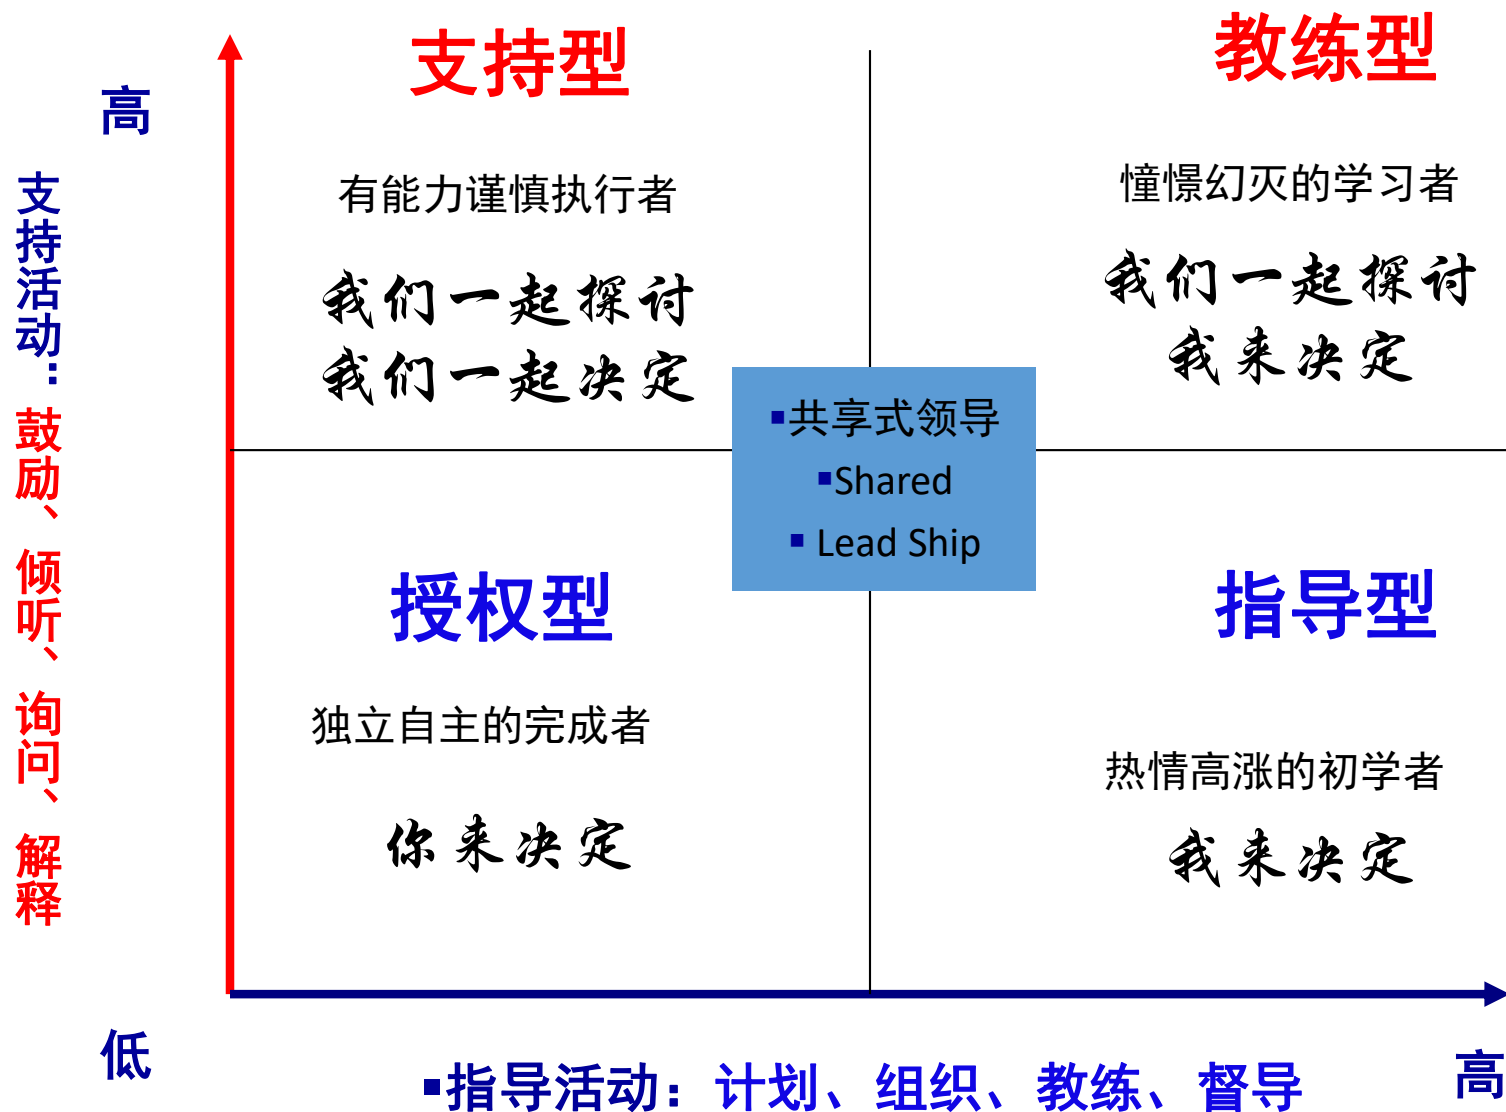 支持型
教练型
高
支持活动：鼓励、倾听、询问、解释
有能力谨慎执行者
我们一起探讨
我们一起决定
憧憬幻灭的学习者
我们一起探讨
我来决定
▪共享式领导
▪Shared
▪ Lead Ship
授权型
指导型
独立自主的完成者
你来决定
热情高涨的初学者
我来决定
低
▪指导活动：计划、组织、教练、督导
高